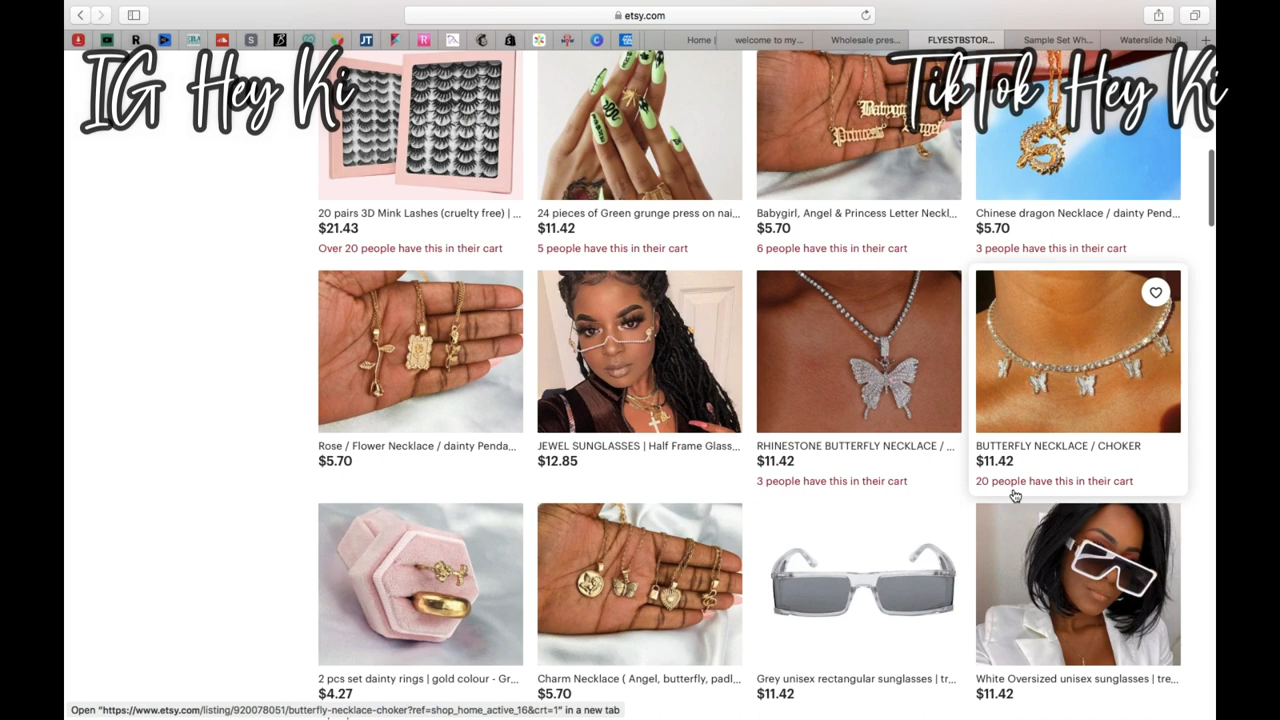 etsy.com
Home |
welcome to my...
Wholesale pres...
FLYESTBSTOR...
Sample Set Wh...
Waterslide Nail
IG Hey Ki
TikTok Hey Ki
Babygirl
Princess
Angel
20 pairs 3D Mink Lashes (cruelty free) | ...
$21.43
Over 20 people have this in their cart
24 pieces of Green grunge press on nai...
$11.42
5 people have this in their cart
Babygirl, Angel & Princess Letter Neckl...
$5.70
6 people have this in their cart
Chinese dragon Necklace / dainty Pend...
$5.70
3 people have this in their cart
Rose / Flower Necklace / dainty Penda...
$5.70
JEWEL SUNGLASSES | Half Frame Glass...
$12.85
RHINESTONE BUTTERFLY NECKLACE / ...
$11.42
3 people have this in their cart
BUTTERFLY NECKLACE / CHOKER
$11.42
20 people have this in their cart
2 pcs set dainty rings | gold colour - Gr...
$4.27
Charm Necklace ( Angel, butterfly, padl...
$5.70
Grey unisex rectangular sunglasses | tr...
$11.42
White Oversized unisex sunglasses | tre...
$11.42
Open "https://www.etsy.com/listing/920078051/butterfly-necklace-choker?ref=shop_home_active_16&crt=1" in a new tab